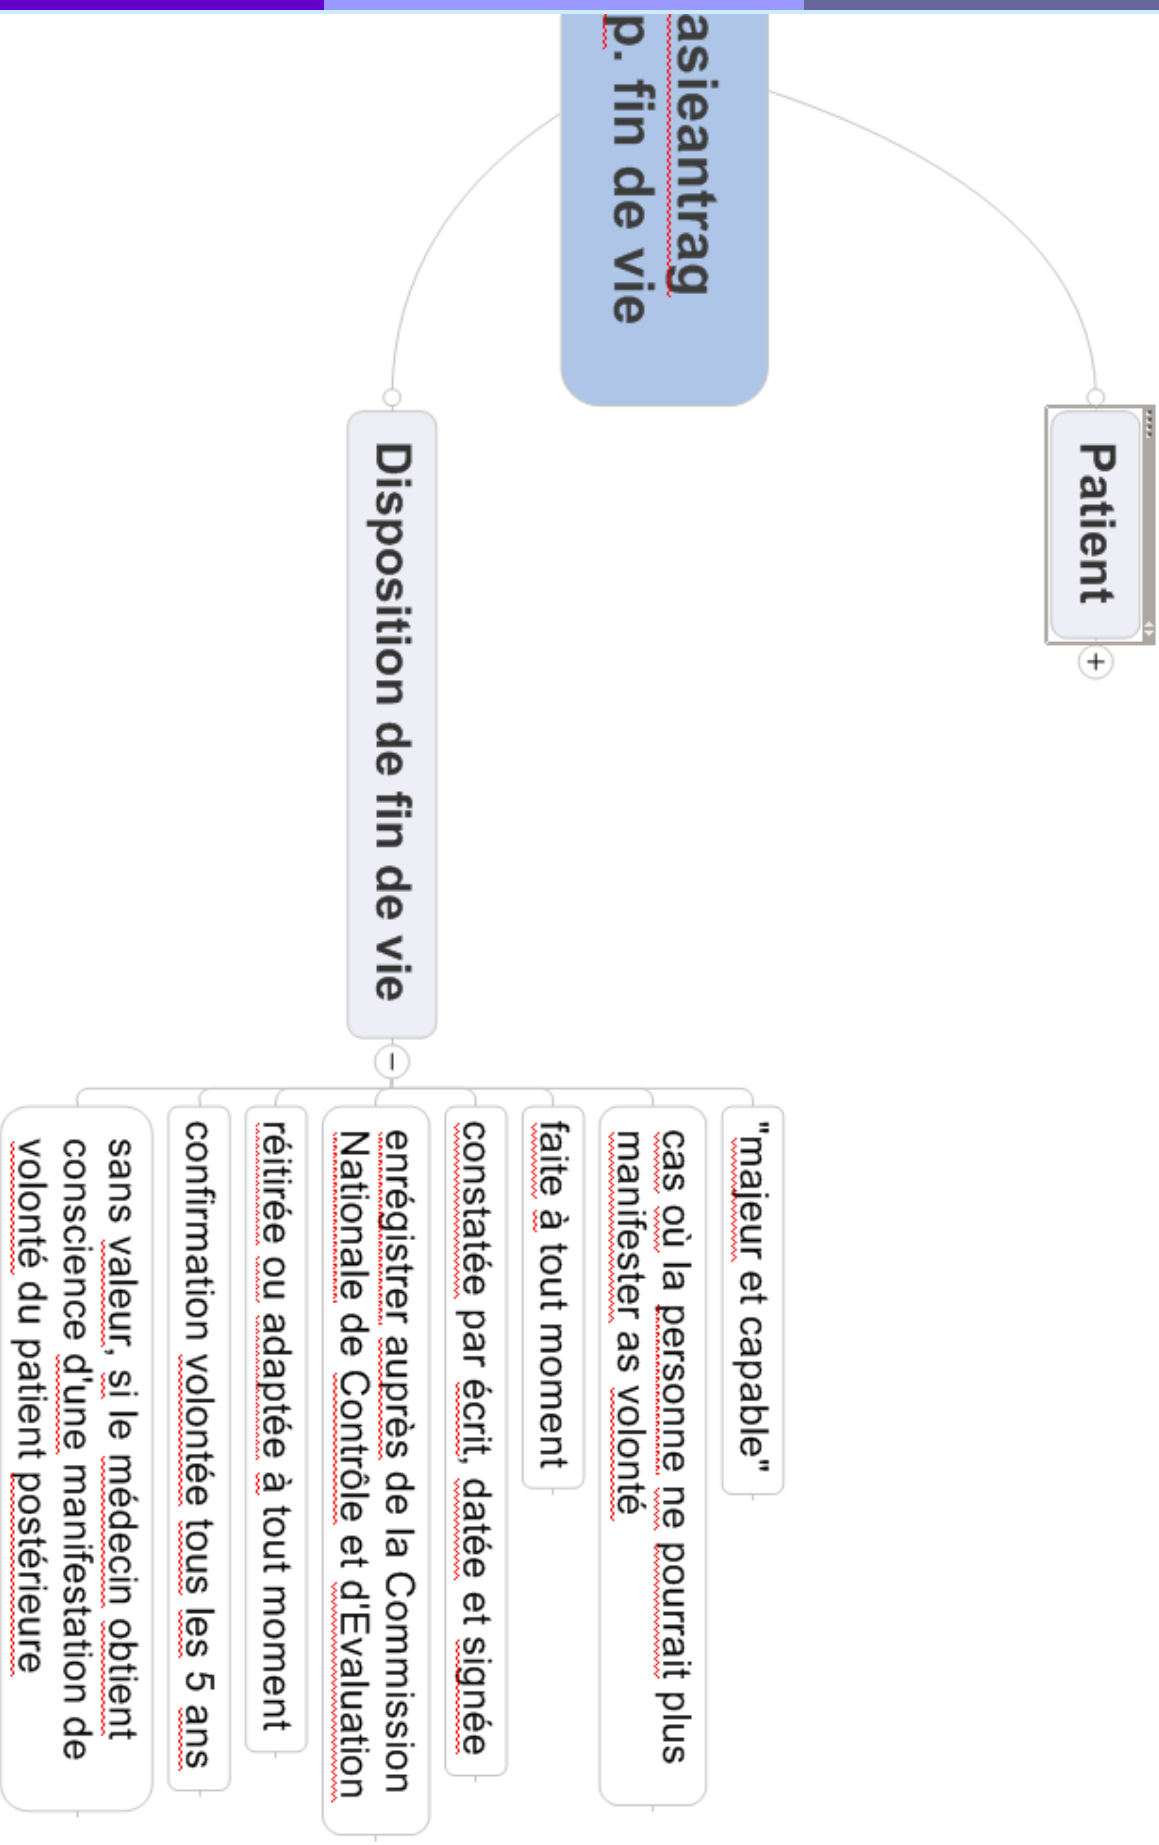 asieantrag
p. fin de vie
Patient
Disposition de fin de vie
"majeur et capable"
cas où la personne ne pourrait plus
manifester as volonté
faite à tout moment
constatée par écrit, datée et signée
enrégistrer auprès de la Commission
Nationale de Contrôle et d'Evaluation
réitirée ou adaptée à tout moment
confirmation volontée tous les 5 ans
sans valeur, si le médecin obtient
conscience d'une manifestation de
volonté du patient postérieure